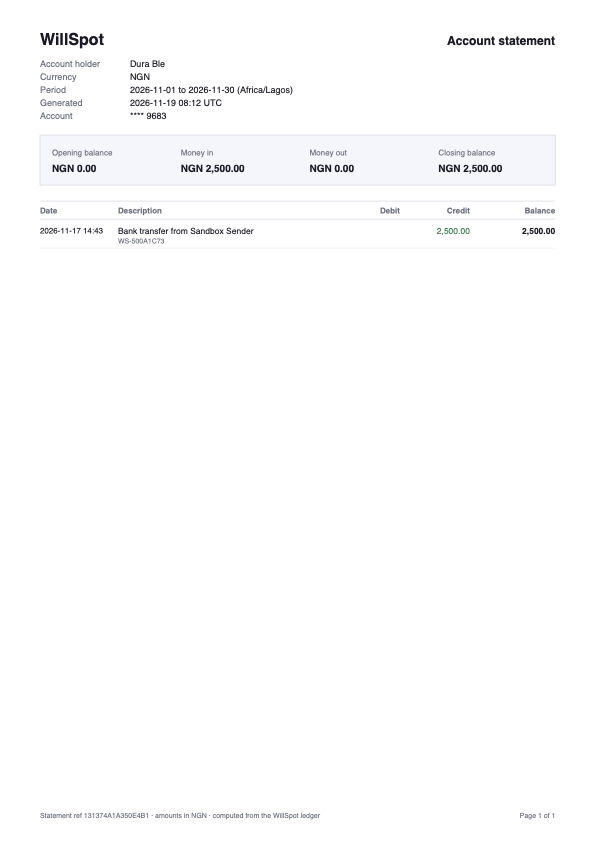 WillSpot
Account statement
Account holder Dura Ble
Currency NGN
Period 2026-11-01 to 2026-11-30 (Africa/Lagos)
Generated 2026-11-19 08:12 UTC
Account **** 9683
Opening balance Money in Money out Closing balance
NGN 0.00 NGN 2,500.00 NGN 0.00 NGN 2,500.00
Date Description Debit Credit Balance
2026-11-17 14:43 Bank transfer from Sandbox Sender 2,500.00 2,500.00
WS-500A1C73
Statement ref 131374A1A350E4B1 · amounts in NGN · computed from the WillSpot ledger Page 1 of 1